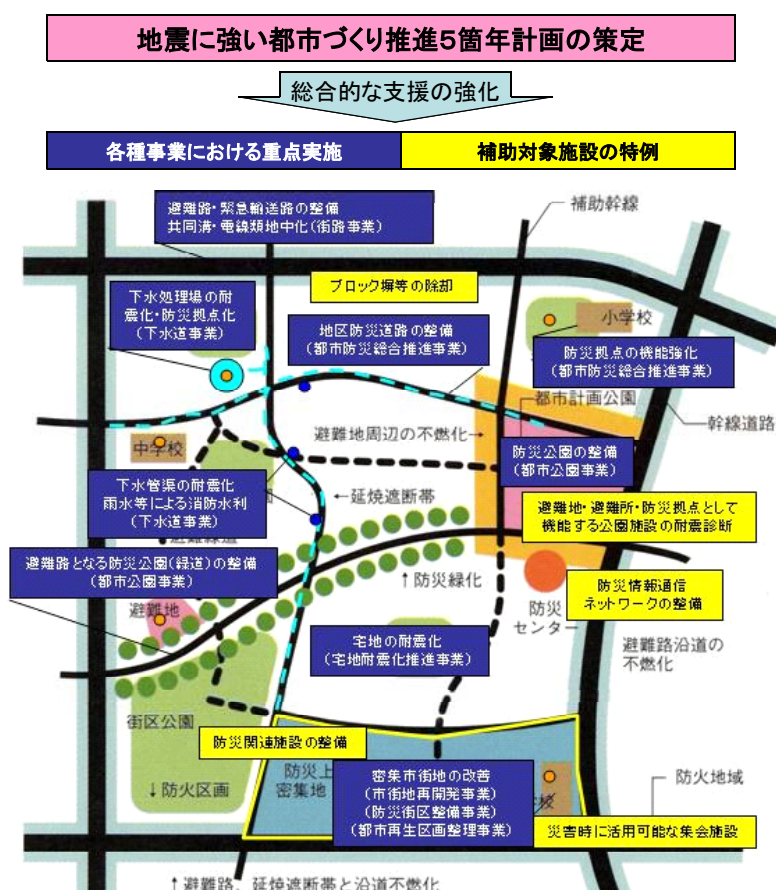 地震に強い都市づくり推進5箇年計画の策定
総合的な支援の強化
各種事業における重点実施
補助対象施設の特例
避難路・緊急輸送路の整備
共同溝・電線類地中化(街路事業)
補助幹線
ブロック塀等の除却
下水処理場の耐
震化・防災拠点化
(下水道事業)
小学校
地区防災道路の整備
(都市防災総合推進事業)
防災拠点の機能強化
(都市防災総合推進事業)
都市計画公園
幹線道路
避難地周辺の不燃化→
中学校
防災公園の整備
(都市公園事業)
下水管渠の耐震化
雨水等による消防水利
(下水道事業)
園
←延焼遮断帯
避難地・避難所・防災拠点として
機能する公園施設の耐震診断
避難路となる防災公園(緑道)の整備
(都市公園事業)
↑防災緑化
防災情報通信
ネットワークの整備
避難地
防災
センター
宅地の耐震化
(宅地耐震化推進事業)
避難路沿道の
不燃化
街区公園
防災関連施設の整備
防災上
密集地
密集市街地の改善
(市街地再開発事業)
(防災街区整備事業)
(都市再生区画整理事業)
↓防火区画
校
防火地域
災害時に活用可能な集会施設
↑避難路、延焼遮断帯と沿道不燃化